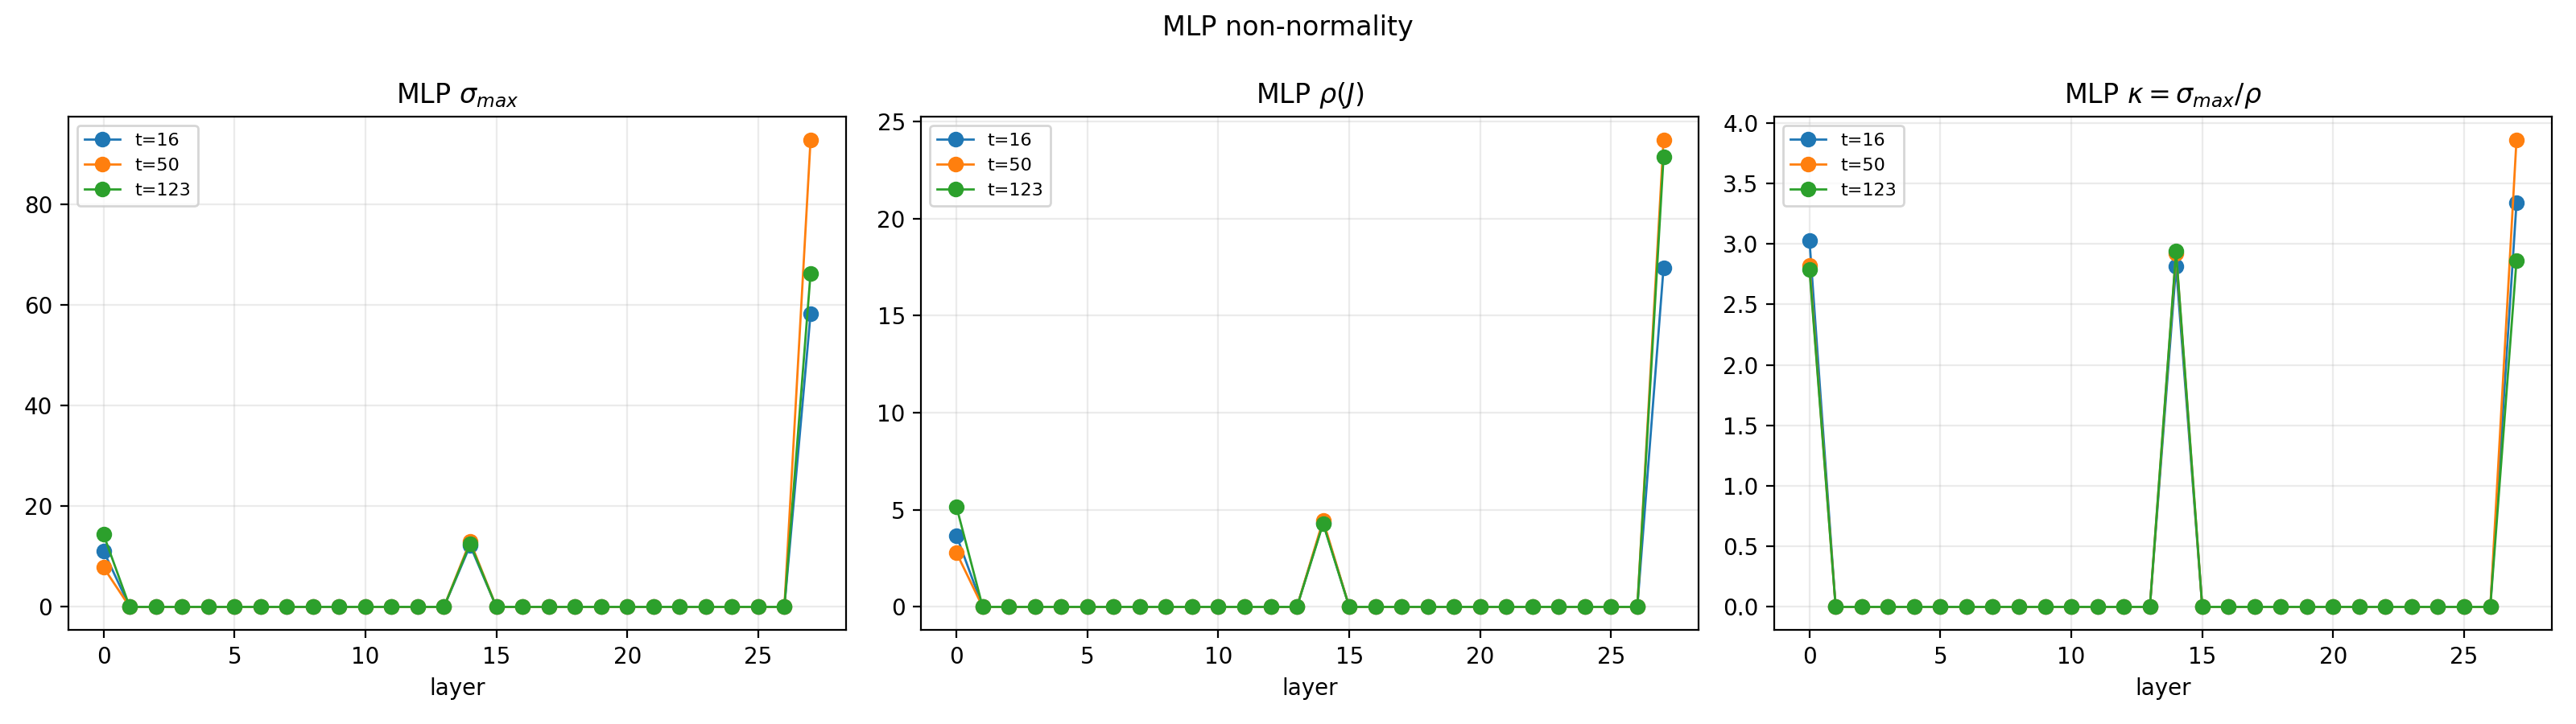 MLP non-normality
MLP σ_max
t=16
t=50
t=123
80
60
40
20
0
0 5 10 15 20 25
layer
MLP ρ(J)
t=16
t=50
t=123
25
20
15
10
5
0
0 5 10 15 20 25
layer
MLP κ = σ_max/ρ
t=16
t=50
t=123
4.0
3.5
3.0
2.5
2.0
1.5
1.0
0.5
0.0
0 5 10 15 20 25
layer